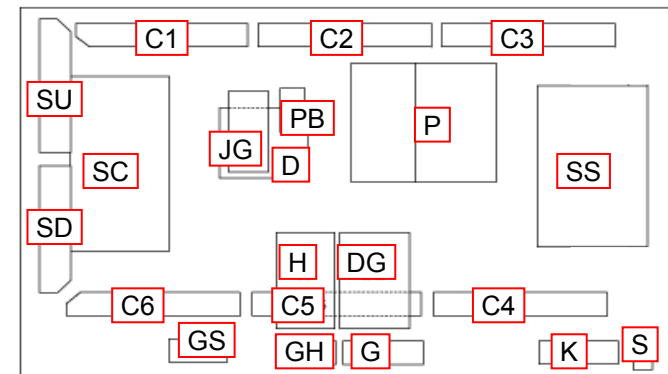 C1 C2 C3
SU
PB
P
JG
D
SC
SS
SD
H DG
C6 C5 C4
GS GH G K S